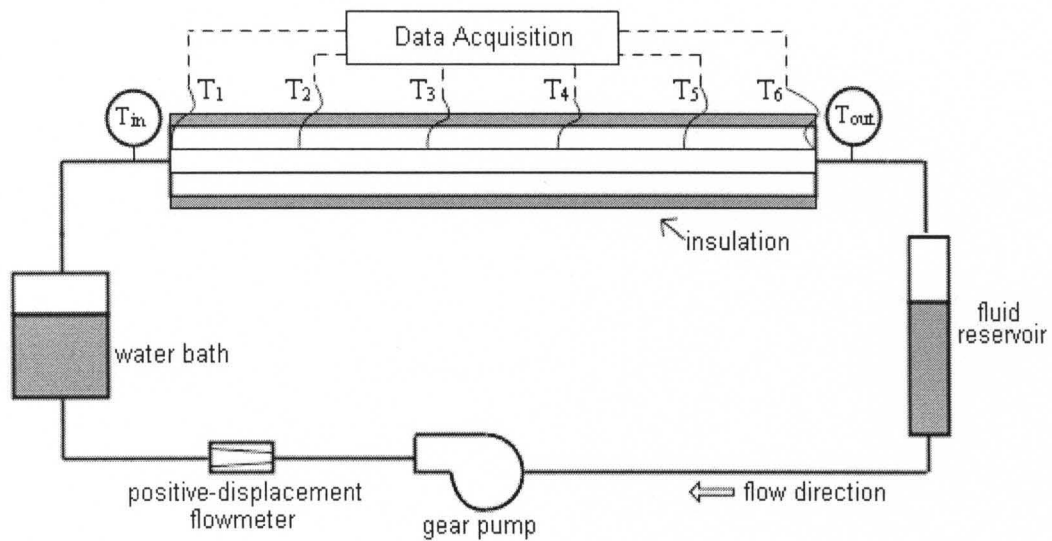 Data Acquisition
T1 T2 T3 T4 T5 T6
Tin
Tout
insulation
water bath
fluid
reservoir
positive-displacement
flowmeter
gear pump
flow direction